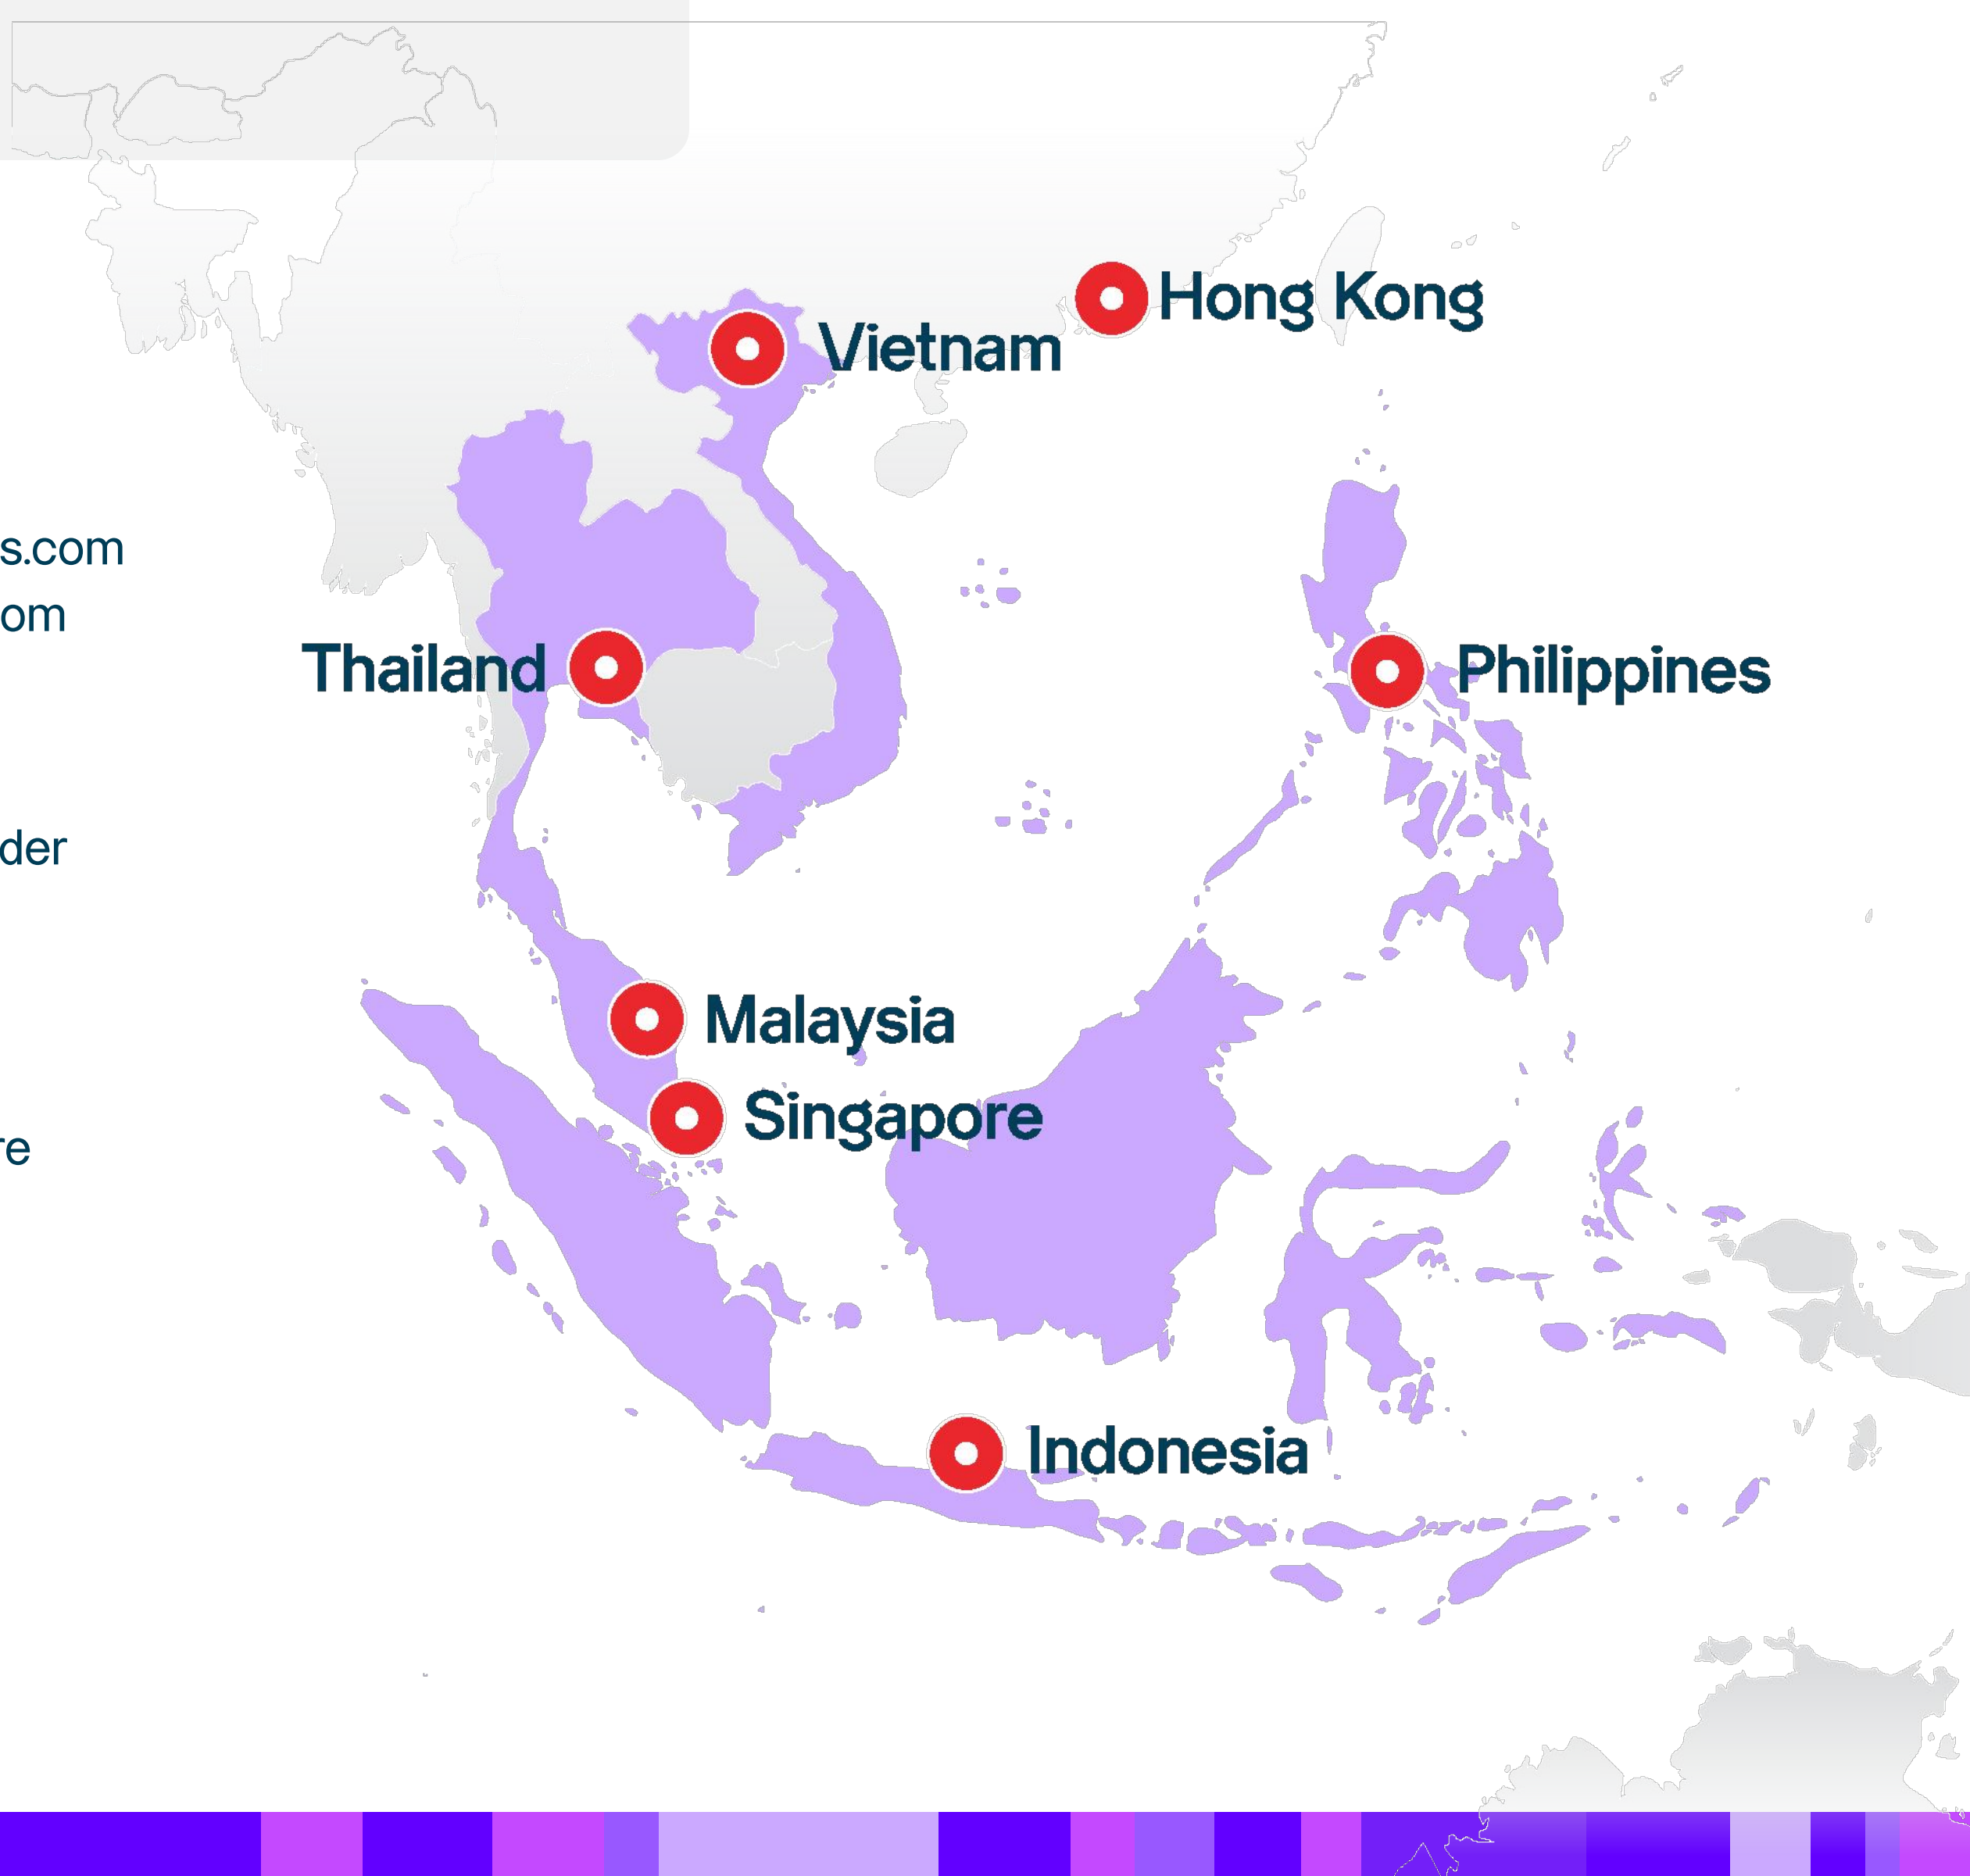 Hong Kong
Vietnam
s.com
om
Thailand
Philippines
der
Malaysia
Singapore
re
Indonesia